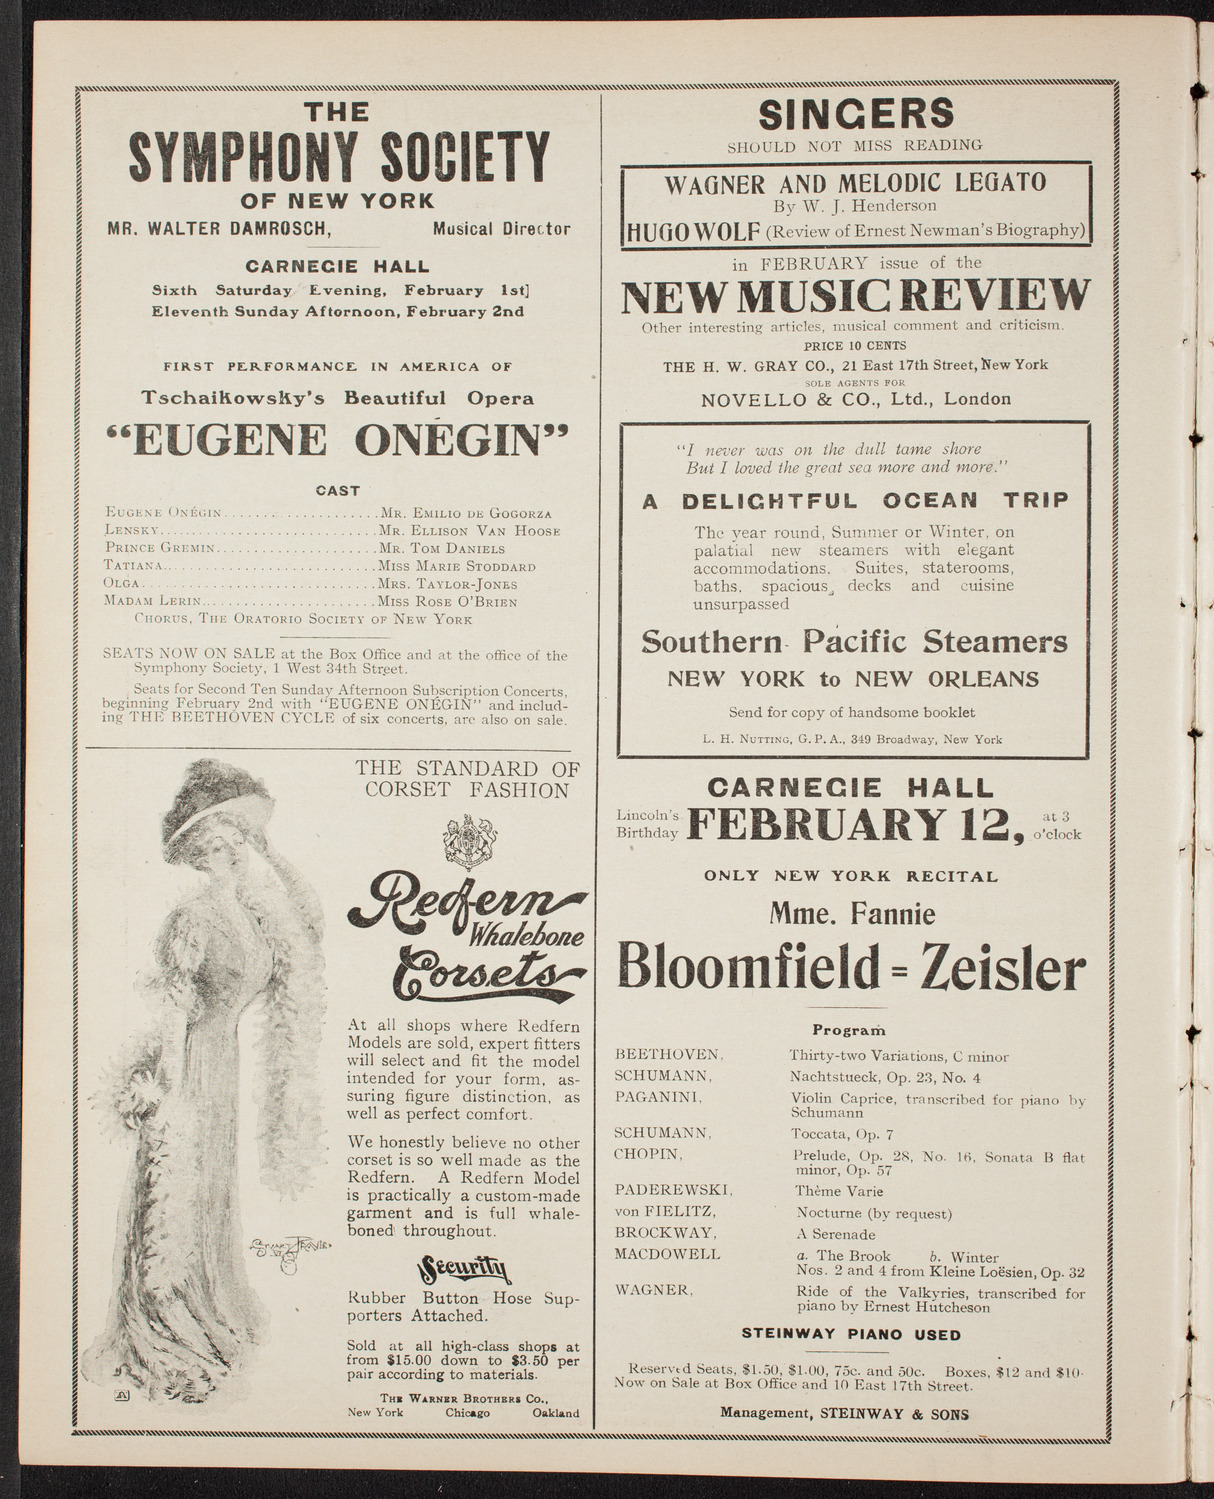 THE
SYMPHONY SOCIETY
OF NEW YORK
MR. WALTER DAMROSCH, Musical Director
CARNEGIE HALL
Sixth Saturday Evening, February 1st]
Eleventh Sunday Afternoon, February 2nd
FIRST PERFORMANCE IN AMERICA OF
Tschaikowsky's Beautiful Opera
"EUGENE ONÉGIN"
CAST
EUGENE ONÉGIN....................MR. EMILIO DE GOGORZA
LENSKY............................MR. ELLISON VAN HOOSE
PRINCE GREMIN.....................MR. TOM DANIELS
TATIANA...........................MISS MARIE STODDARD
OLGA..............................MRS. TAYLOR-JONES
MADAM LERIN.......................MISS ROSE O'BRIEN
CHORUS, THE ORATORIO SOCIETY OF NEW YORK
SEATS NOW ON SALE at the Box Office and at the office of the
Symphony Society, 1 West 34th Street.
Seats for Second Ten Sunday Afternoon Subscription Concerts,
beginning February 2nd with "EUGENE ONÉGIN" and includ-
ing THE BEETHOVEN CYCLE of six concerts, are also on sale.
THE STANDARD OF
CORSET FASHION
Redfern
Whalebone
Corsets
At all shops where Redfern
Models are sold, expert fitters
will select and fit the model
intended for your form, as-
suring figure distinction, as
well as perfect comfort.
We honestly believe no other
corset is so well made as the
Redfern. A Redfern Model
is practically a custom-made
garment and is full whale-
boned throughout.
Security
Rubber Button Hose Sup-
porters Attached.
Sold at all high-class shops at
from $15.00 down to $3.50 per
pair according to materials.
THE WARNER BROTHERS CO.,
New York Chicago Oakland
SINGERS
SHOULD NOT MISS READING
WAGNER AND MELODIC LEGATO
By W. J. Henderson
HUGO WOLF (Review of Ernest Newman's Biography)
in FEBRUARY issue of the
NEW MUSIC REVIEW
Other interesting articles, musical comment and criticism.
PRICE 10 CENTS
THE H. W. GRAY CO., 21 East 17th Street, New York
SOLE AGENTS FOR
NOVELLO & CO., Ltd., London
"I never was on the dull tame shore
But I loved the great sea more and more."
A DELIGHTFUL OCEAN TRIP
The year round, Summer or Winter, on
palatial new steamers with elegant
accommodations. Suites, staterooms,
baths, spacious decks and cuisine
unsurpassed
Southern Pacific Steamers
NEW YORK to NEW ORLEANS
Send for copy of handsome booklet
L. H. NUTTING, G. P. A., 349 Broadway, New York
CARNEGIE HALL
Lincoln's Birthday FEBRUARY 12, at 3 o'clock
ONLY NEW YORK RECITAL
Mme. Fannie
Bloomfield = Zeisler
Program
BEETHOVEN, Thirty-two Variations, C minor
SCHUMANN, Nachtstueck, Op. 23, No. 4
PAGANINI, Violin Caprice, transcribed for piano by
Schumann
SCHUMANN, Toccata, Op. 7
CHOPIN, Prelude, Op. 28, No. 16, Sonata B flat
minor, Op. 57
PADEREWSKI, Thème Varie
von FIELITZ, Nocturne (by request)
BROCKWAY, A Serenade
MACDOWELL a. The Brook b. Winter
Nos. 2 and 4 from Kleine Loësien, Op. 32
WAGNER, Ride of the Valkyries, transcribed for
piano by Ernest Hutcheson
STEINWAY PIANO USED
Reserved Seats, $1.50, $1.00, 75c. and 50c. Boxes, $12 and $10.
Now on Sale at Box Office and 10 East 17th Street.
Management, STEINWAY & SONS